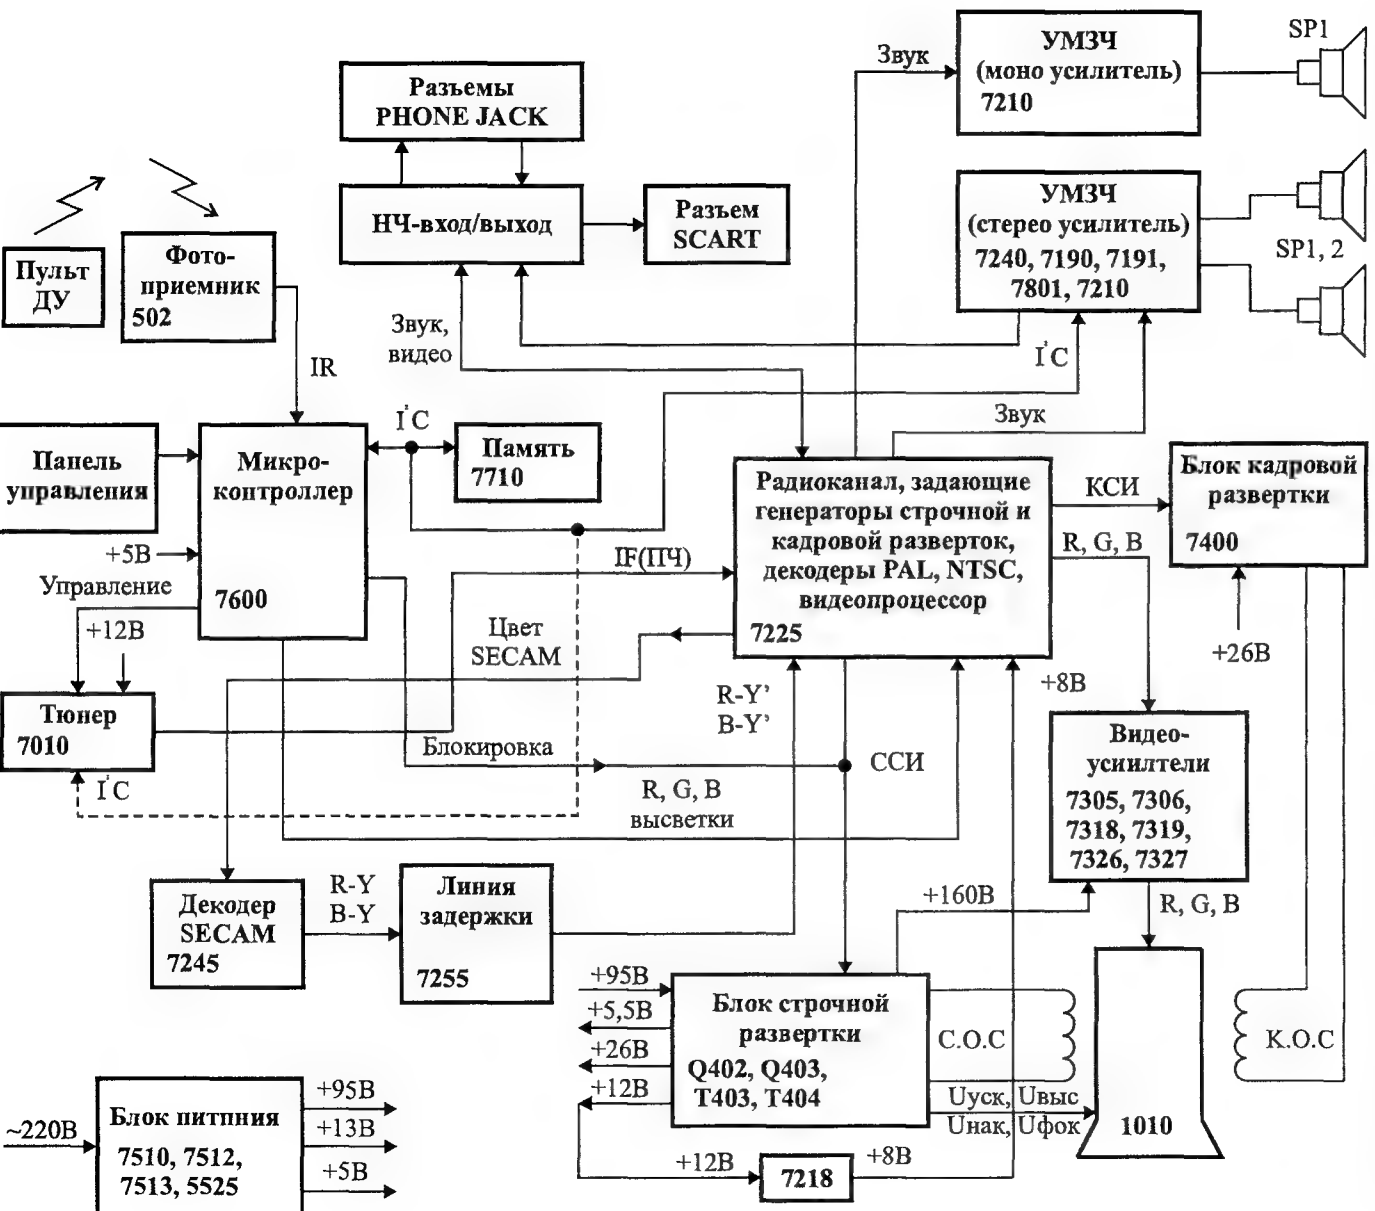 УМЗЧ
(моно усилитель)
7210
Звук
SP1
Разъемы
PHONE JACK
НЧ-вход/выход
Разъем
SCART
УМЗЧ
(стерео усилитель)
7240, 7190, 7191,
7801, 7210
SP1, 2
Пульт
ДУ
Фото-
приемник
502
IR
Звук,
видео
I²C
Звук
Панель
управления
Микро-
контроллер
7600
I²C
Память
7710
+5В
Управление
+12В
Радиоканал, задающие
генераторы строчной и
кадровой разверток,
декодеры PAL, NTSC,
видеопроцессор
7225
КСИ
R, G, B
Блок кадровой
развертки
7400
+26В
IF(ПЧ)
Цвет
SECAM
Тюнер
7010
I²C
Блокировка
R-Y'
B-Y'
ССИ
+8В
R, G, B
высветки
Видео-
усиилтели
7305, 7306,
7318, 7319,
7326, 7327
R, G, B
+160В
Декодер
SECAM
7245
R-Y
B-Y
Линия
задержки
7255
+95В
+5,5В
+26В
+12В
Блок строчной
развертки
Q402, Q403,
T403, T404
С.О.С
К.О.С
Uуск, Uвыс
Uнак, Uфок
1010
~220В
Блок питпния
7510, 7512,
7513, 5525
+95В
+13В
+5В
+12В
7218
+8В